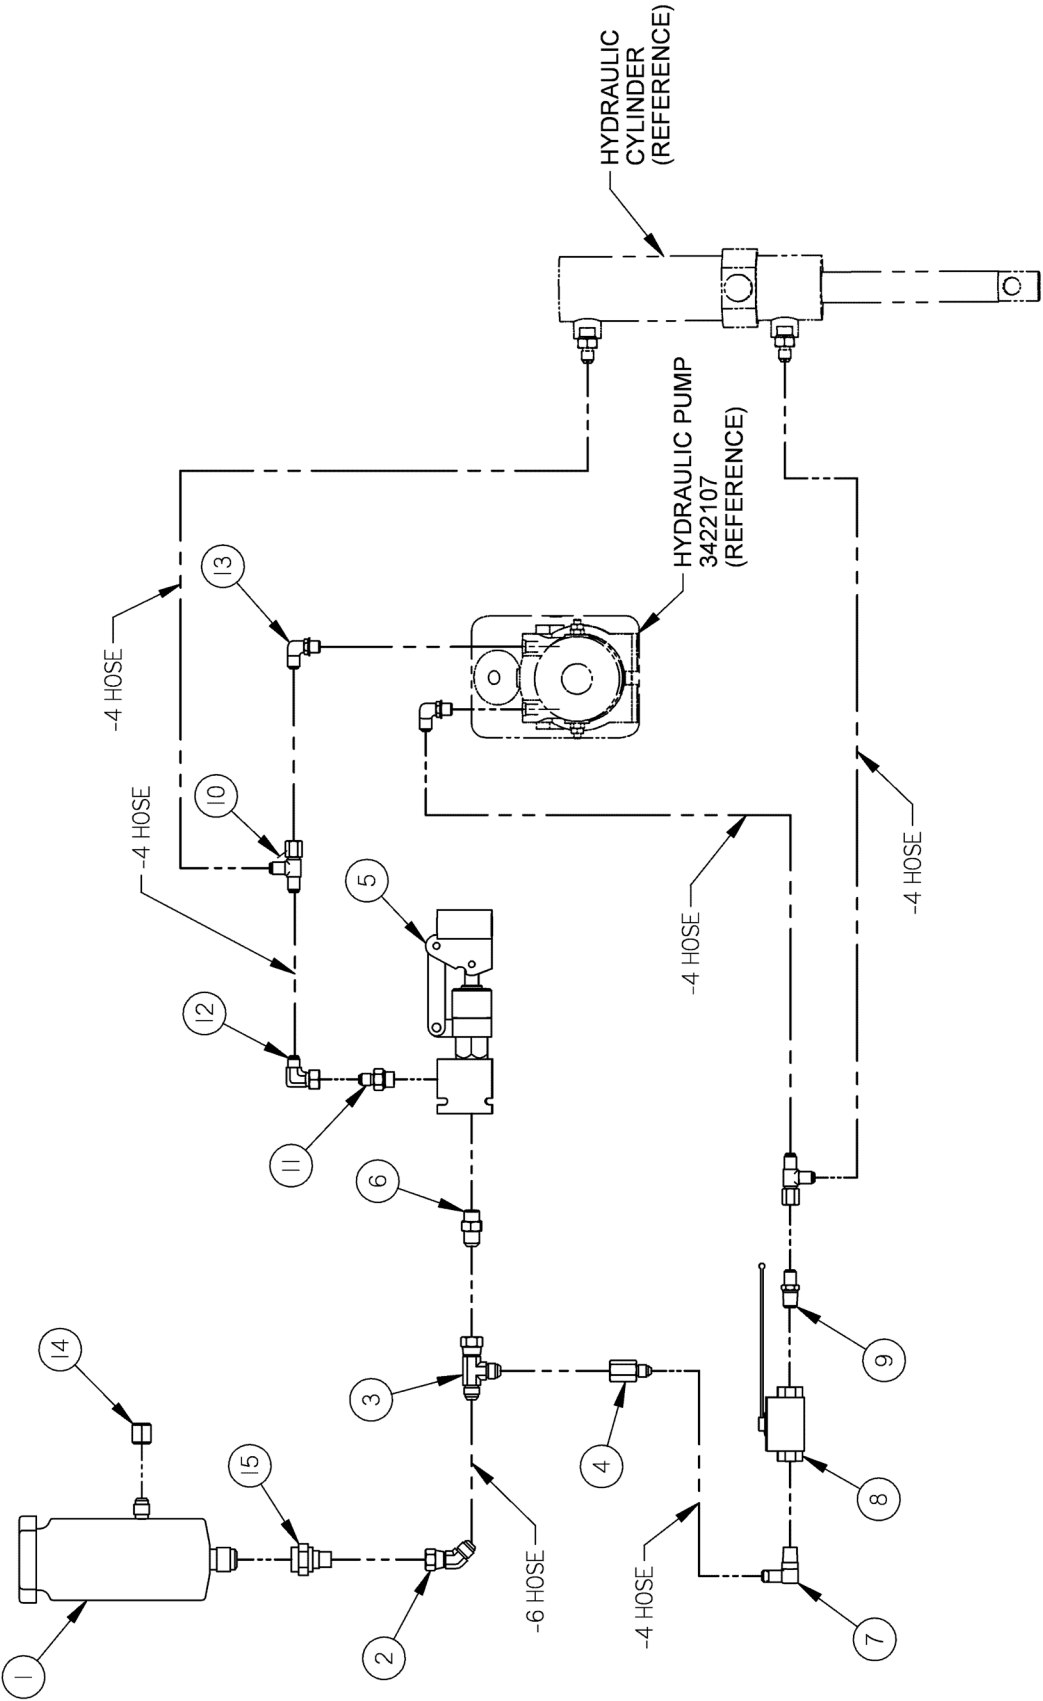 HYDRAULIC
CYLINDER
(REFERENCE)
HYDRAULIC PUMP
3422107
(REFERENCE)
-4 HOSE
-4 HOSE
-4 HOSE
-4 HOSE
-6 HOSE
-4 HOSE
13
10
5
12
11
6
14
3
15
4
9
8
1
2
7